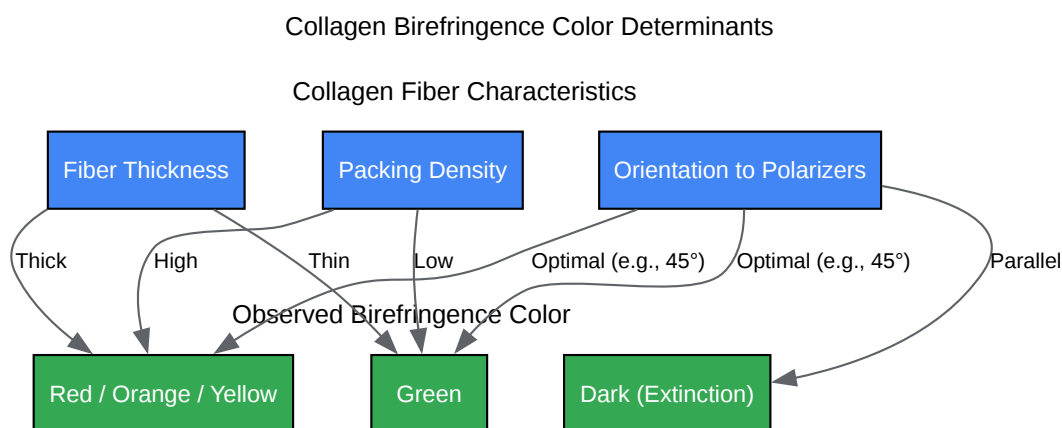 Collagen Birefringence Color Determinants
Collagen Fiber Characteristics
Fiber Thickness
Packing Density
Orientation to Polarizers
Thick
High
Thin
Low
Optimal (e.g., 45°)
Optimal (e.g., 45°)
Parallel
Observed Birefringence Color
Red / Orange / Yellow
Green
Dark (Extinction)